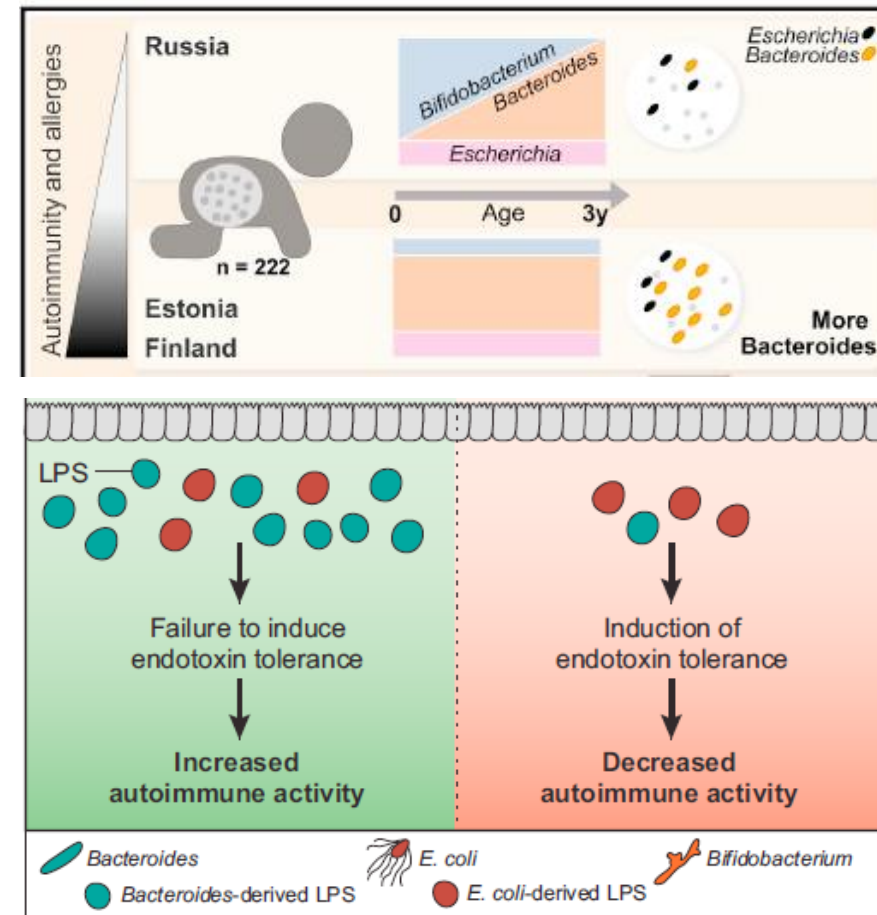 Autoimmunity and allergies
Russia
Bifidobacterium
Bacteroides
Escherichia
Escherichia
Bacteroides
0 Age 3y
n = 222
Estonia
Finland
More
Bacteroides
LPS
Failure to induce
endotoxin tolerance
Increased
autoimmune activity
Induction of
endotoxin tolerance
Decreased
autoimmune activity
Bacteroides
E. coli
Bifidobacterium
Bacteroides-derived LPS
E. coli-derived LPS